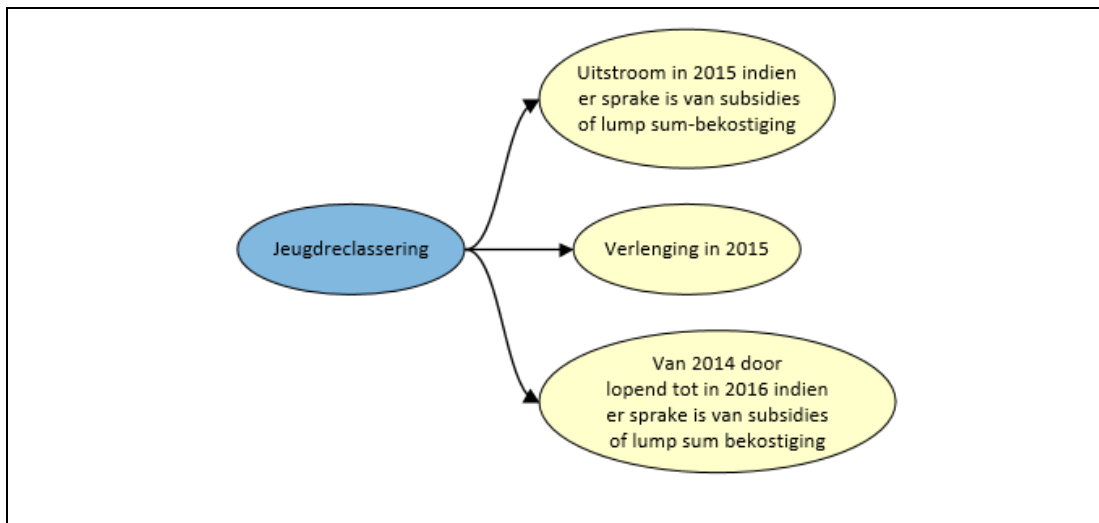 Uitstroom in 2015 indien
er sprake is van subsidies
of lump sum-bekostiging
Jeugdreclassering
Verlenging in 2015
Van 2014 door
lopend tot in 2016 indien
er sprake is van subsidies
of lump sum bekostiging